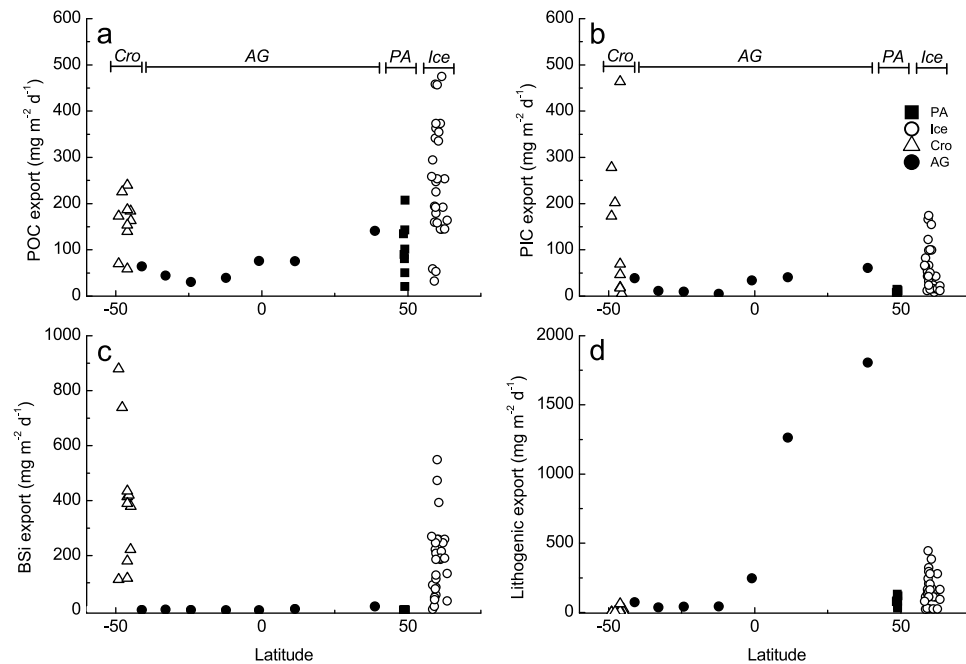 a
Cro AG PA Ice
POC export (mg m⁻² d⁻¹)
600
500
400
300
200
100
0
-50 0 50
b
Cro AG PA Ice
PIC export (mg m⁻² d⁻¹)
600
500
400
300
200
100
0
-50 0 50
PA
Ice
Cro
AG
c
BSi export (mg m⁻² d⁻¹)
1000
800
600
400
200
0
-50 0 50
Latitude
d
Lithogenic export (mg m⁻² d⁻¹)
2000
1500
1000
500
0
-50 0 50
Latitude